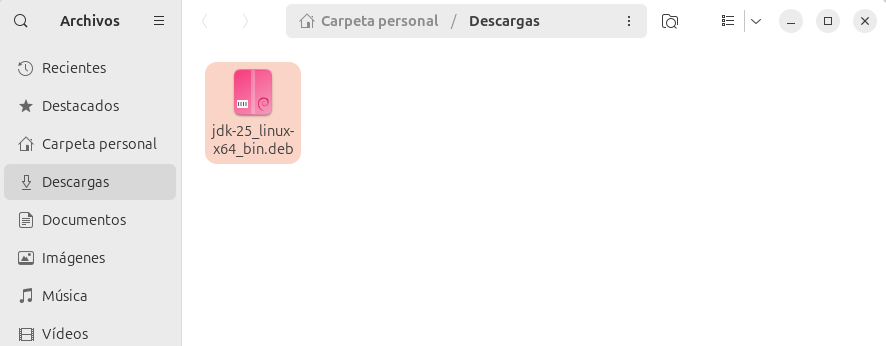 Archivos
Carpeta personal / Descargas
Recientes
Destacados
Carpeta personal
Descargas
Documentos
Imágenes
Música
Vídeos
jdk-25_linux-
x64_bin.deb